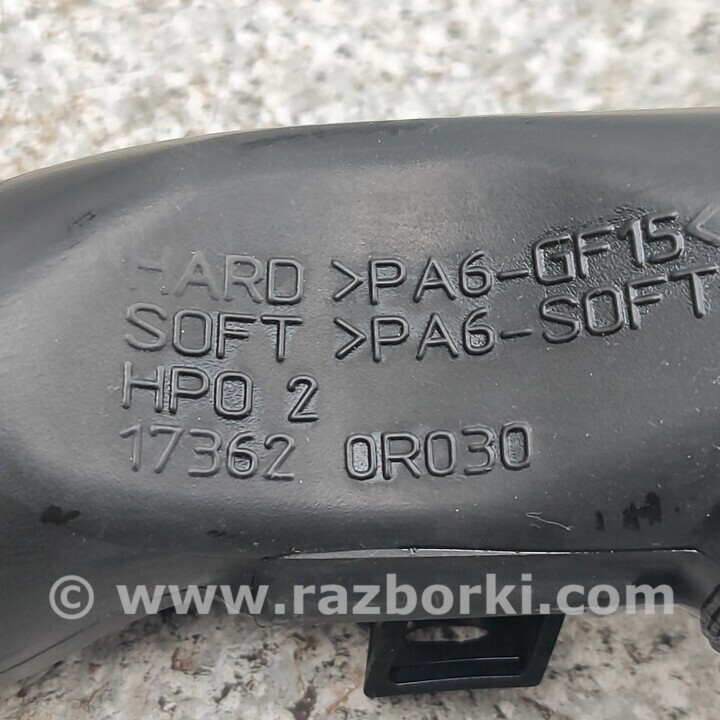 HARD >PA6-GF15<
SOFT >PA6-SOFT
HPO 2
17362 0R030
© www.razborki.com